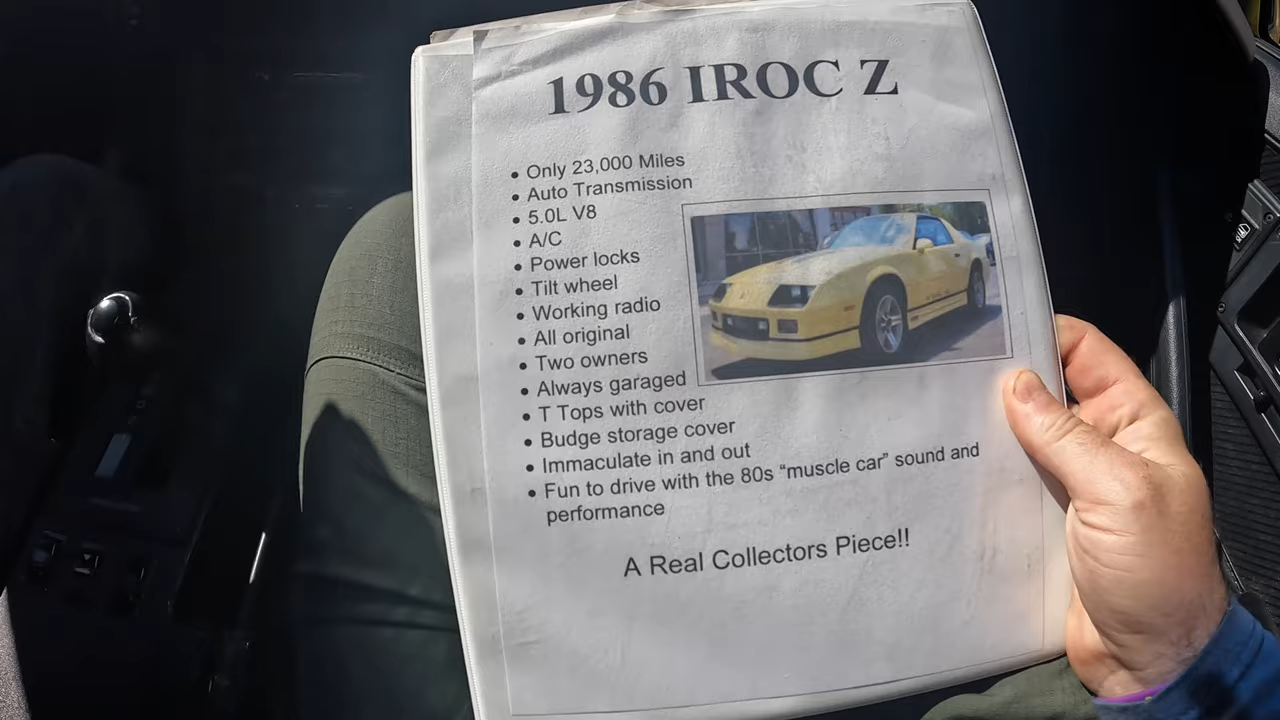 1986 IROC Z
• Only 23,000 Miles
• Auto Transmission
• 5.0L V8
• A/C
• Power locks
• Tilt wheel
• Working radio
• All original
• Two owners
• Always garaged
• T Tops with cover
• Budge storage cover
• Immaculate in and out
• Fun to drive with the 80s “muscle car” sound and
performance
A Real Collectors Piece!!